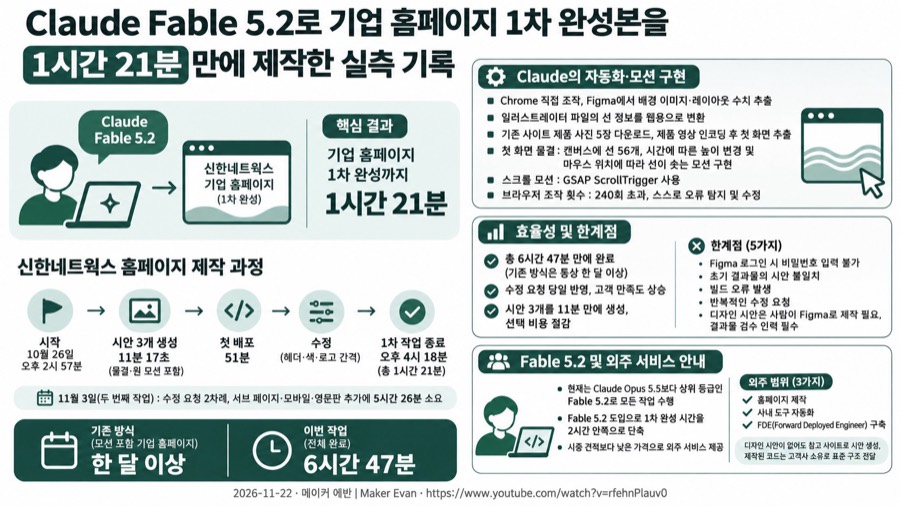 Claude Fable 5.2로 기업 홈페이지 1차 완성본을
1시간 21분 만에 제작한 실측 기록
Claude
Fable 5.2
신한네트웍스
기업 홈페이지
(1차 완성)
핵심 결과
기업 홈페이지
1차 완성까지
1시간 21분
신한네트웍스 홈페이지 제작 과정
시작
10월 26일
오후 2시 57분
시안 3개 생성
11분 17초
(물결·원 모션 포함)
첫 배포
51분
수정
(헤더·색·로고 간격)
1차 작업 종료
오후 4시 18분
(총 1시간 21분)
11월 3일(두 번째 작업) : 수정 요청 2차례, 서브 페이지·모바일·영문판 추가에 5시간 26분 소요
기존 방식
(모션 포함 기업 홈페이지)
한 달 이상
이번 작업
(전체 완료)
6시간 47분
Claude의 자동화·모션 구현
Chrome 직접 조작, Figma에서 배경 이미지·레이아웃 수치 추출
일러스트레이터 파일의 선 정보를 웹용으로 변환
기존 사이트 제품 사진 5장 다운로드, 제품 영상 인코딩 후 첫 화면 추출
첫 화면 물결 : 캔버스에 선 56개, 시간에 따른 높이 변경 및
마우스 위치에 따라 선이 솟는 모션 구현
스크롤 모션 : GSAP ScrollTrigger 사용
브라우저 조작 횟수 : 240회 초과, 스스로 오류 탐지 및 수정
효율성 및 한계점
총 6시간 47분 만에 완료
(기존 방식은 통상 한 달 이상)
수정 요청 당일 반영, 고객 만족도 상승
시안 3개를 11분 만에 생성,
선택 비용 절감
한계점 (5가지)
Figma 로그인 시 비밀번호 입력 불가
초기 결과물의 시안 불일치
빌드 오류 발생
반복적인 수정 요청
디자인 시안은 사람이 Figma로 제작 필요,
결과물 검수 인력 필수
Fable 5.2 및 외주 서비스 안내
현재는 Claude Opus 5.5보다 상위 등급인
Fable 5.2로 모든 작업 수행
Fable 5.2 도입으로 1차 완성 시간을
2시간 안쪽으로 단축
시중 견적보다 낮은 가격으로 외주 서비스 제공
외주 범위 (3가지)
홈페이지 제작
사내 도구 자동화
FDE(Forward Deployed Engineer) 구축
디자인 시안이 없어도 참고 사이트로 시안 생성,
제작된 코드는 고객사 소유로 표준 구조 전달
2026-11-22 · 메이커 에반 | Maker Evan · https://www.youtube.com/watch?v=rfehnPlauv0